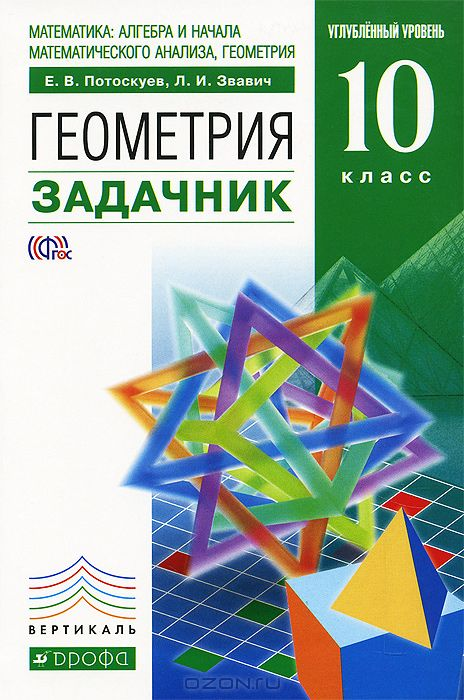 МАТЕМАТИКА: АЛГЕБРА И НАЧАЛА
МАТЕМАТИЧЕСКОГО АНАЛИЗА, ГЕОМЕТРИЯ
УГЛУБЛЁННЫЙ УРОВЕНЬ
Е. В. Потоскуев, Л. И. Звавич
10
класс
ГЕОМЕТРИЯ
ЗАДАЧНИК
ФГОС
ВЕРТИКАЛЬ
ДРОФА
OZON.RU